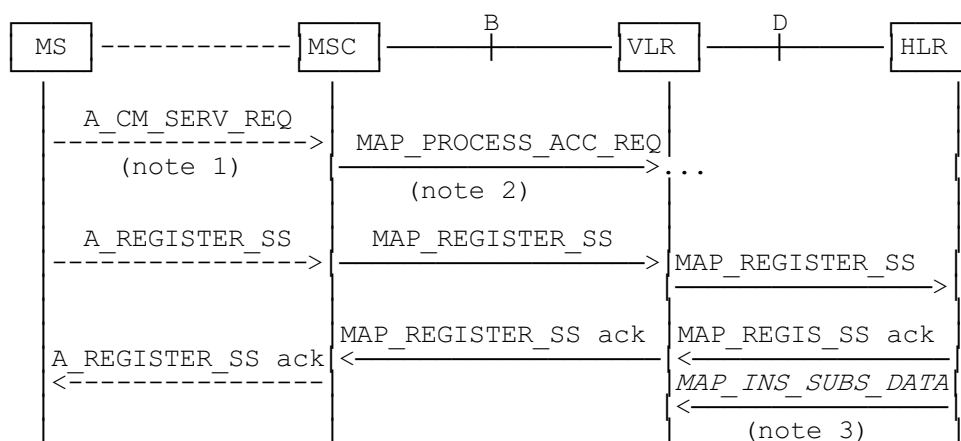 B D
MS MSC VLR HLR
A_CM_SERV_REQ
MAP_PROCESS_ACC_REQ
(note 1) ...
(note 2)
A_REGISTER_SS MAP_REGISTER_SS
MAP_REGISTER_SS
MAP_REGISTER_SS ack MAP_REGIS_SS ack
A_REGISTER_SS ack
MAP_INS_SUBS_DATA
(note 3)